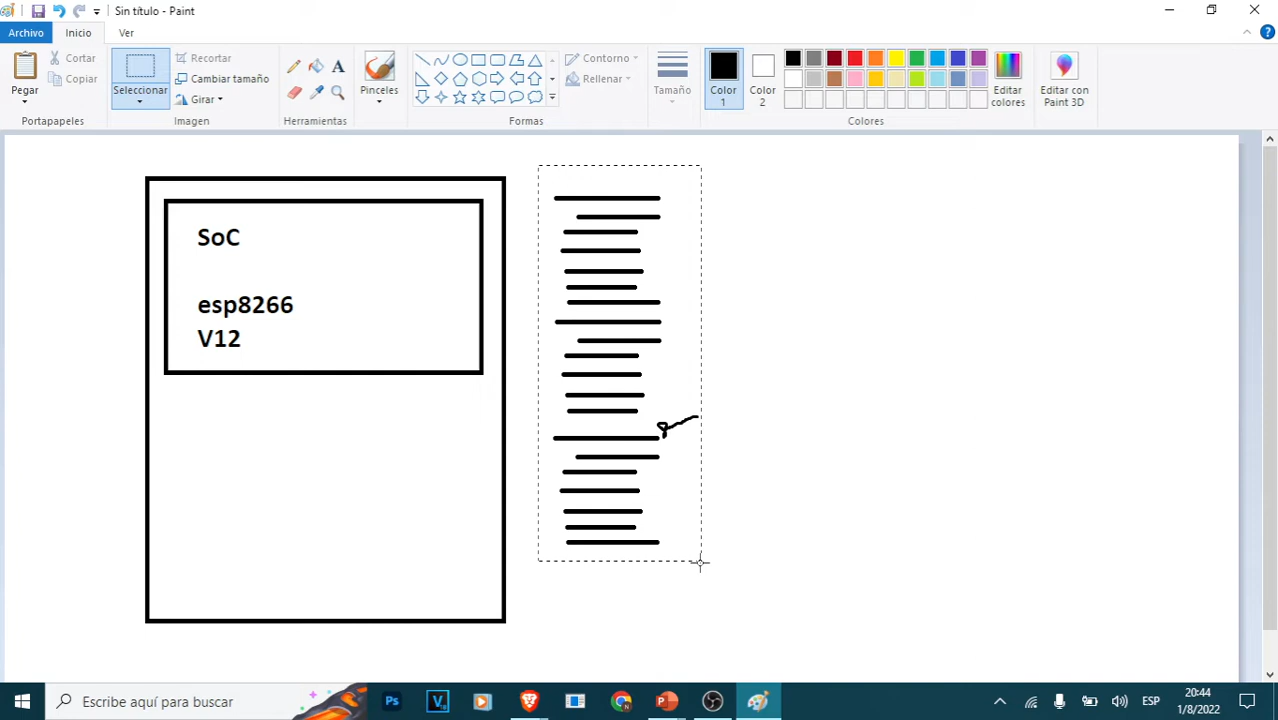 Sin título - Paint
Archivo Inicio Ver
Pegar
Cortar
Copiar
Portapapeles
Seleccionar
Recortar
Cambiar tamaño
Girar
Imagen
A
Herramientas
Pinceles
Contorno
Rellenar
Formas
Tamaño
Color
1
Color
2
Editar
colores
Editar con
Paint 3D
Colores
SoC
esp8266
V12
Escribe aquí para buscar
Ps
V18
N
P
ESP
20:44
1/8/2022